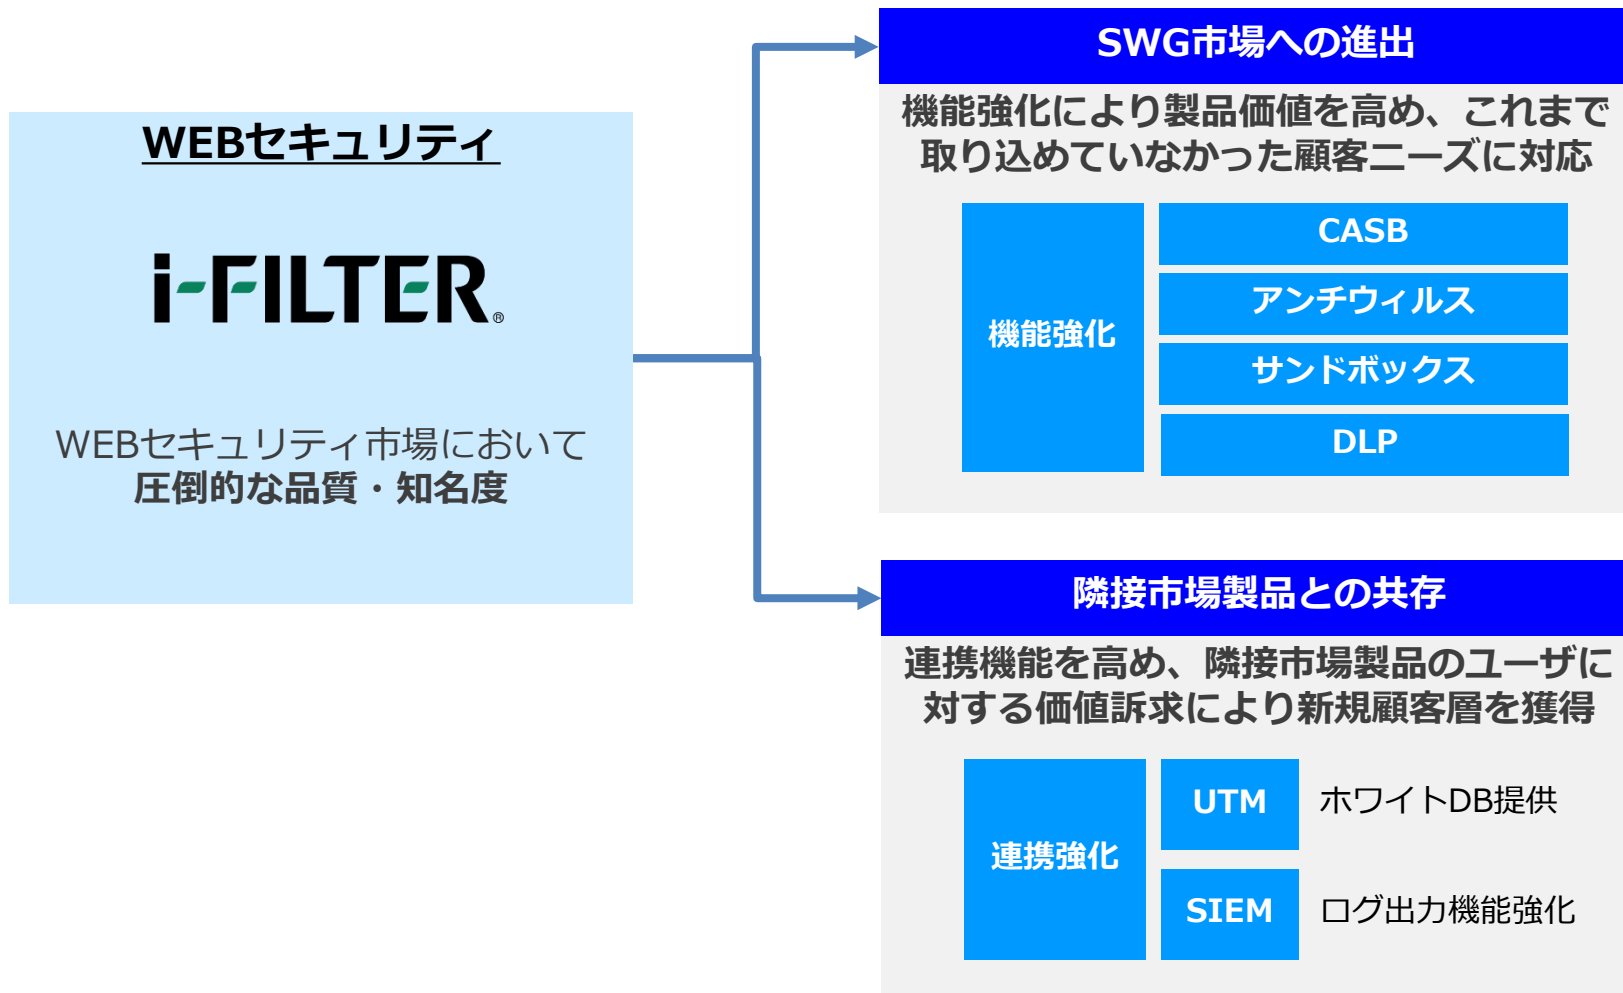 WEBセキュリティ
i-FILTER®
WEBセキュリティ市場において
圧倒的な品質・知名度
SWG市場への進出
機能強化により製品価値を高め、これまで
取り込めていなかった顧客ニーズに対応
機能強化
CASB
アンチウィルス
サンドボックス
DLP
隣接市場製品との共存
連携機能を高め、隣接市場製品のユーザに
対する価値訴求により新規顧客層を獲得
連携強化
UTM ホワイトDB提供
SIEM ログ出力機能強化